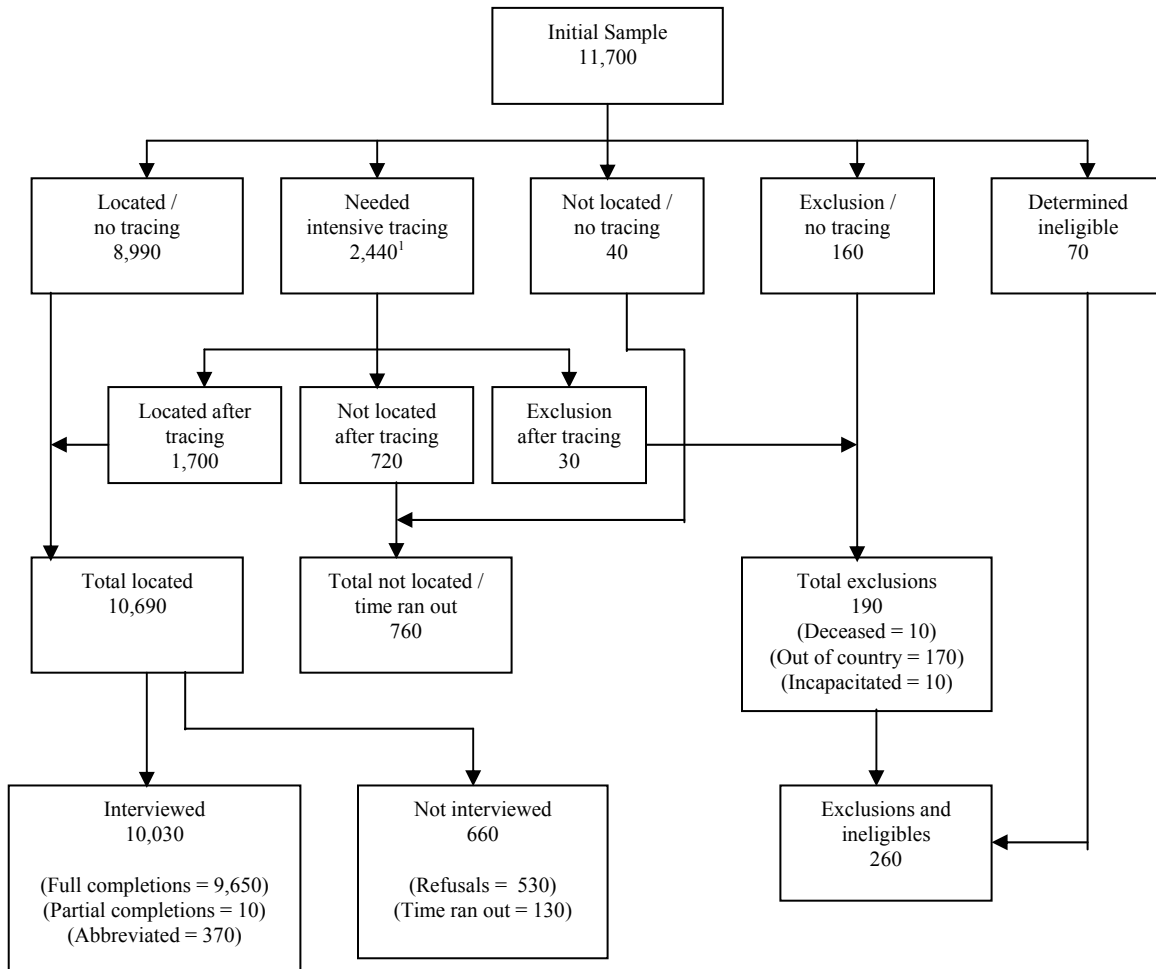 Initial Sample
11,700
Located /
no tracing
8,990
Needed
intensive tracing
2,440¹
Not located /
no tracing
40
Exclusion /
no tracing
160
Determined
ineligible
70
Located after
tracing
1,700
Not located
after tracing
720
Exclusion
after tracing
30
Total located
10,690
Total not located /
time ran out
760
Total exclusions
190
(Deceased = 10)
(Out of country = 170)
(Incapacitated = 10)
Interviewed
10,030
(Full completions = 9,650)
(Partial completions = 10)
(Abbreviated = 370)
Not interviewed
660
(Refusals = 530)
(Time ran out = 130)
Exclusions and
ineligibles
260